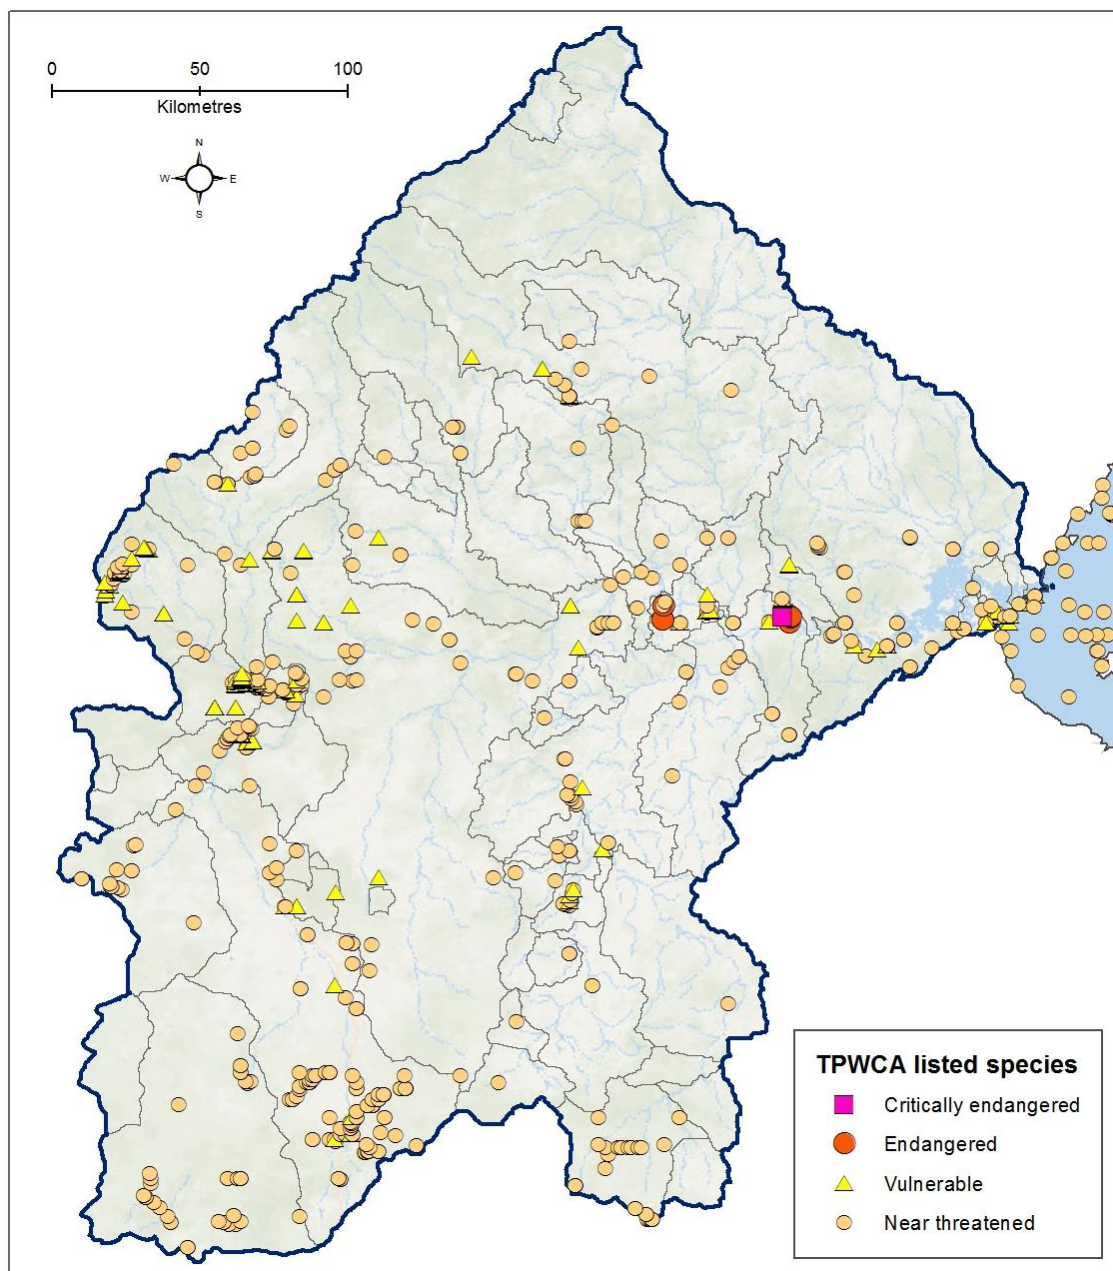 0 50 100
Kilometres
N
W E
S
TPWCA listed species
Critically endangered
Endangered
Vulnerable
Near threatened